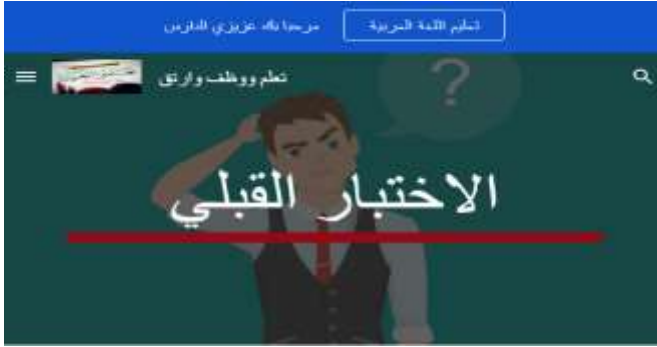 مرحبا بك عزيزي الدارس
تعليم اللغة العربية
تعلم ووظف وارتق
?
الاختبار القبلي